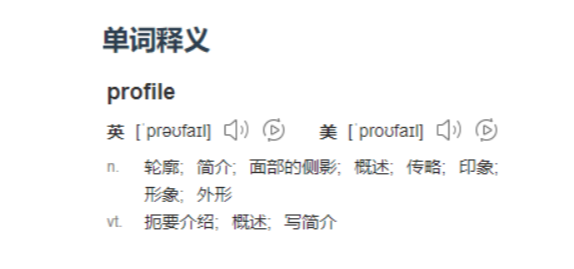 单词释义
profile
英 [ˈprəʊfaɪl] 美 [ˈproʊfaɪl]
n. 轮廓; 简介; 面部的侧影; 概述; 传略; 印象;
形象; 外形
vt. 扼要介绍; 概述; 写简介